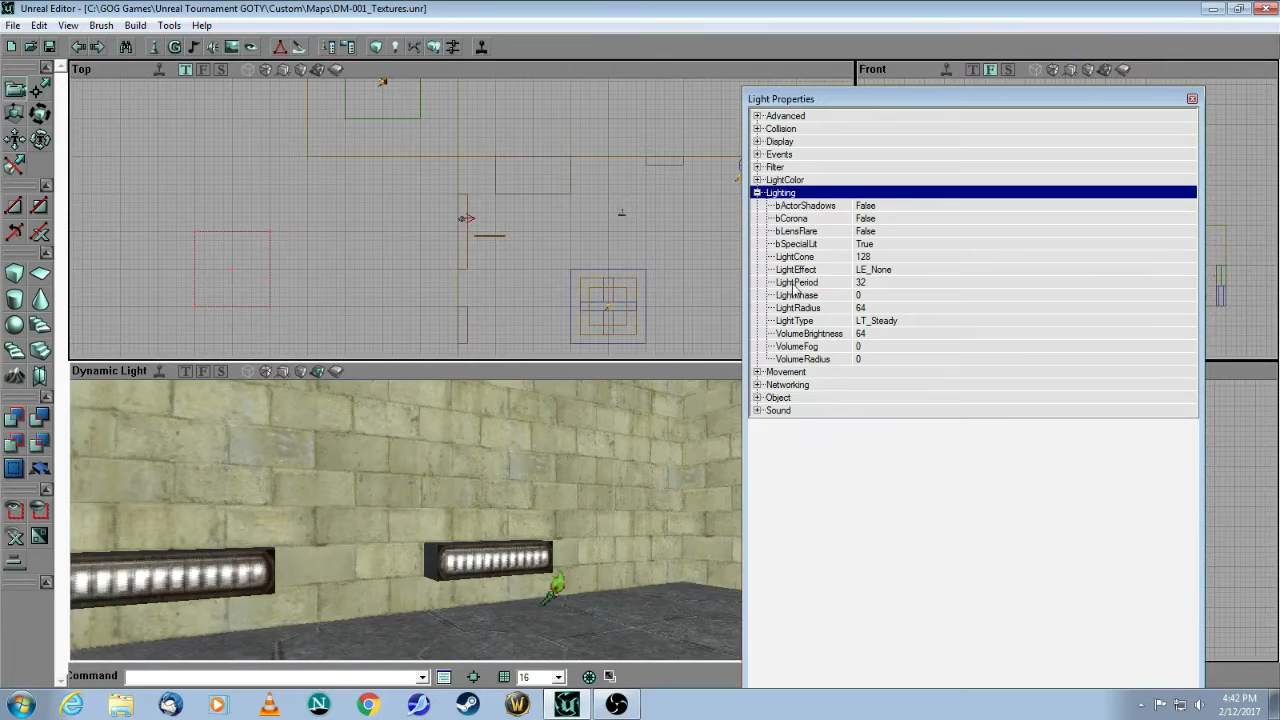 Unreal Editor - [C:\GOG Games\Unreal Tournament GOTY\Custom\Maps\DM-001_Textures.unr]
File Edit View Brush Build Tools Help
Top T F S
Front T F S
Light Properties
Advanced
Collision
Display
Events
Filter
LightColor
Lighting
bActorShadows False
bCorona False
bLensFlare False
bSpecialLit True
LightCone 128
LightEffect LE_None
LightPeriod 32
LightPhase 0
LightRadius 64
LightType LT_Steady
VolumeBrightness 64
VolumeFog 0
VolumeRadius 0
Movement
Networking
Object
Sound
Dynamic Light T F S
Command 16
4:42 PM
2/12/2017